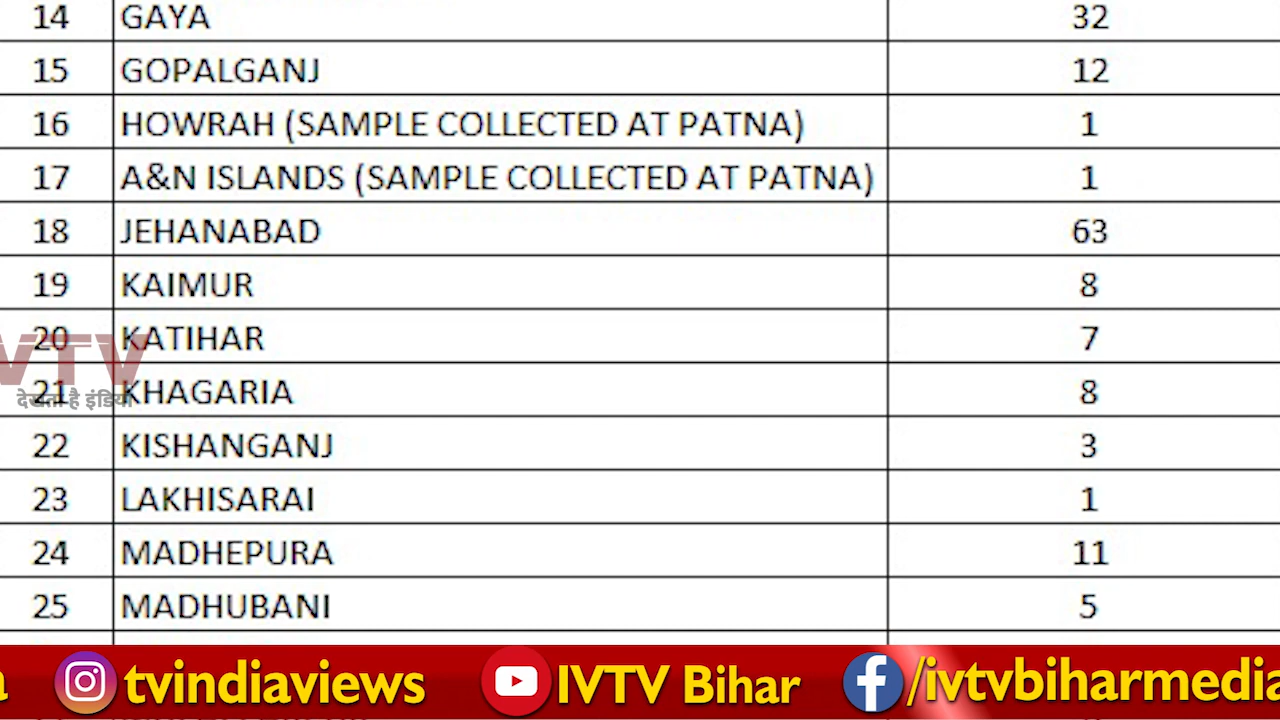 14 GAYA 32
15 GOPALGANJ 12
16 HOWRAH (SAMPLE COLLECTED AT PATNA) 1
17 A&N ISLANDS (SAMPLE COLLECTED AT PATNA) 1
18 JEHANABAD 63
19 KAIMUR 8
20 KATIHAR 7
VTV
21 KHAGARIA 8
देखता है इंडिया
22 KISHANGANJ 3
23 LAKHISARAI 1
24 MADHEPURA 11
25 MADHUBANI 5
a tvindiaviews IVTV Bihar /ivtvbiharmedia